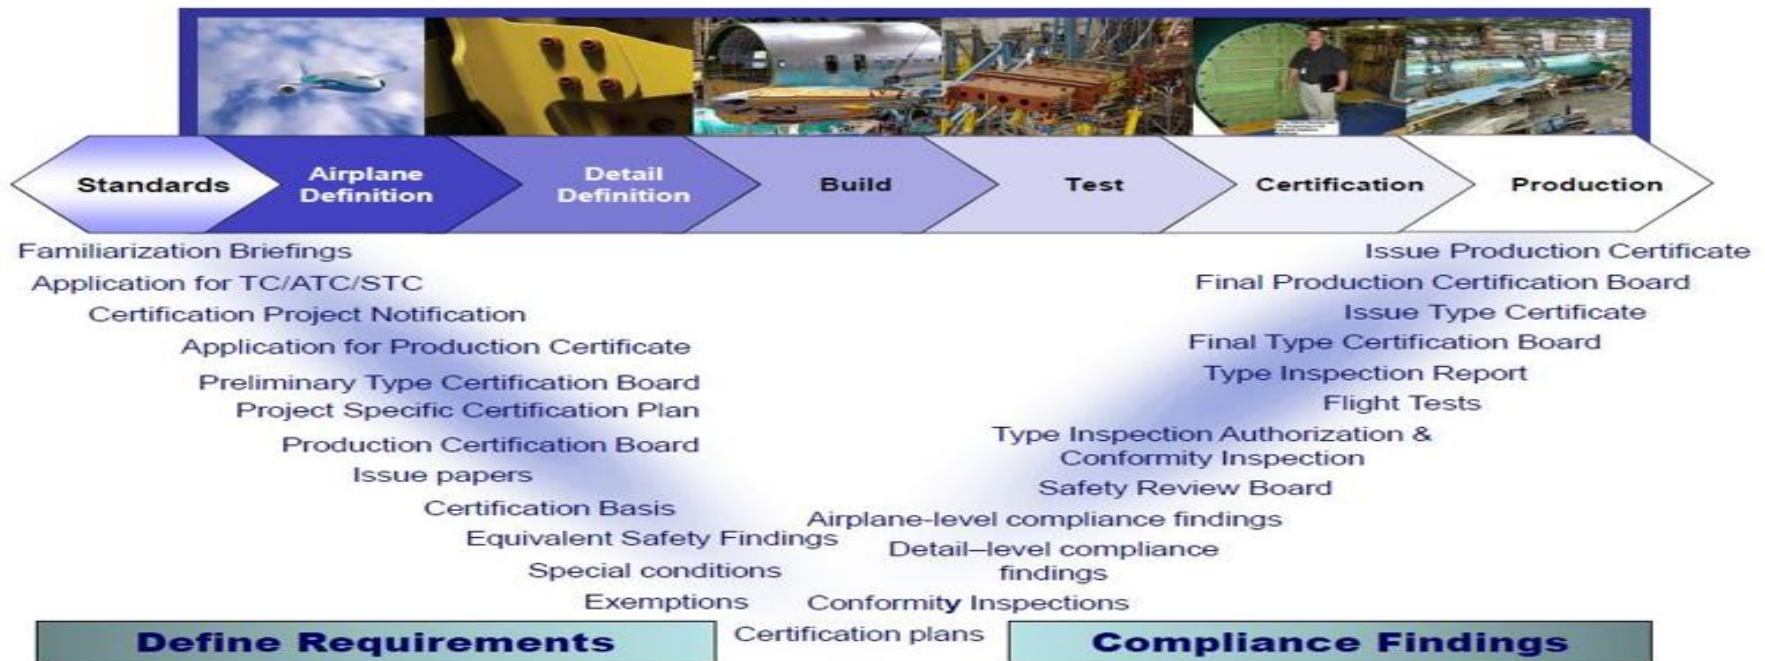 Standards
Airplane
Definition
Detail
Definition
Build
Test
Certification
Production
Familiarization Briefings
Application for TC/ATC/STC
Certification Project Notification
Application for Production Certificate
Preliminary Type Certification Board
Project Specific Certification Plan
Production Certification Board
Issue papers
Certification Basis
Equivalent Safety Findings
Special conditions
Exemptions
Certification plans
Issue Production Certificate
Final Production Certification Board
Issue Type Certificate
Final Type Certification Board
Type Inspection Report
Flight Tests
Type Inspection Authorization &
Conformity Inspection
Safety Review Board
Airplane-level compliance findings
Detail–level compliance
findings
Conformity Inspections
Define Requirements
Compliance Findings